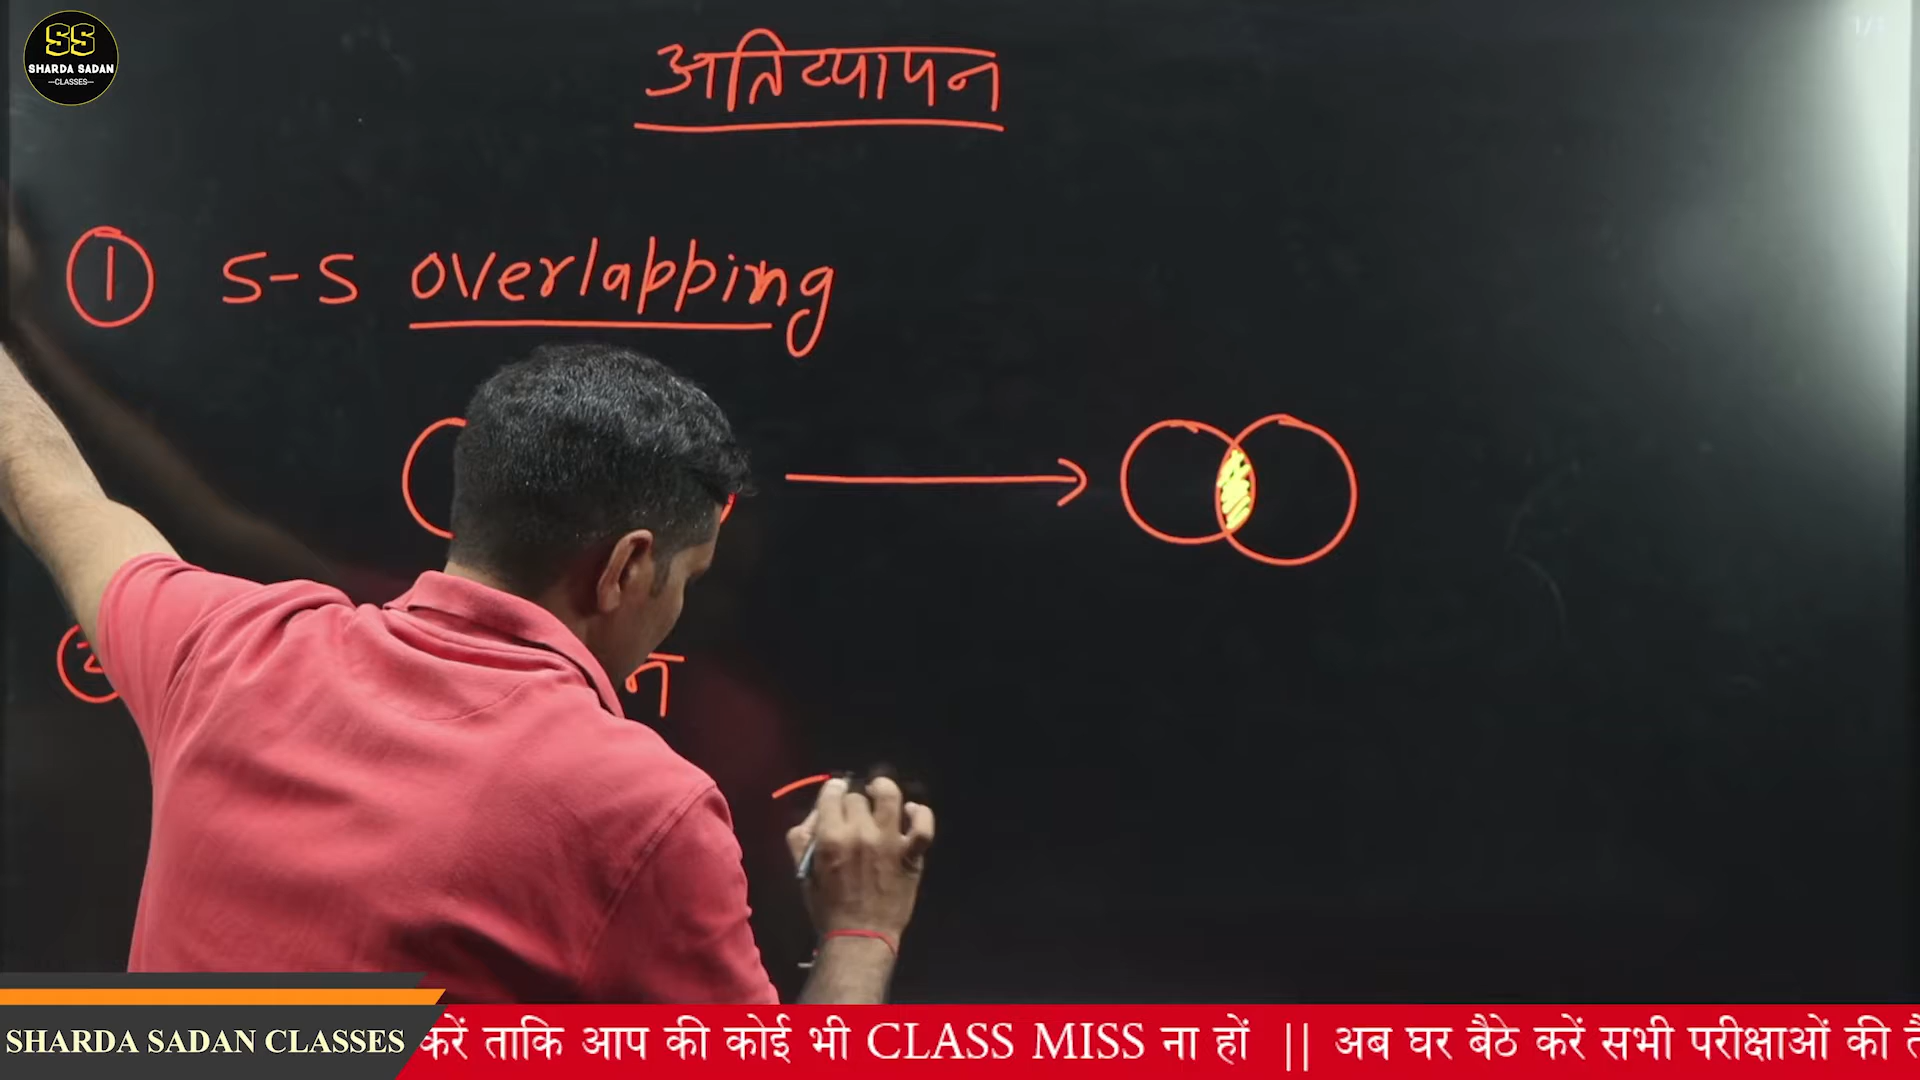 SS
SHARDA SADAN
—CLASSES—
अतिव्यापन
① S-S overlapping
②
न
SHARDA SADAN CLASSES
करें ताकि आप की कोई भी CLASS MISS ना हों || अब घर बैठे करें सभी परीक्षाओं की